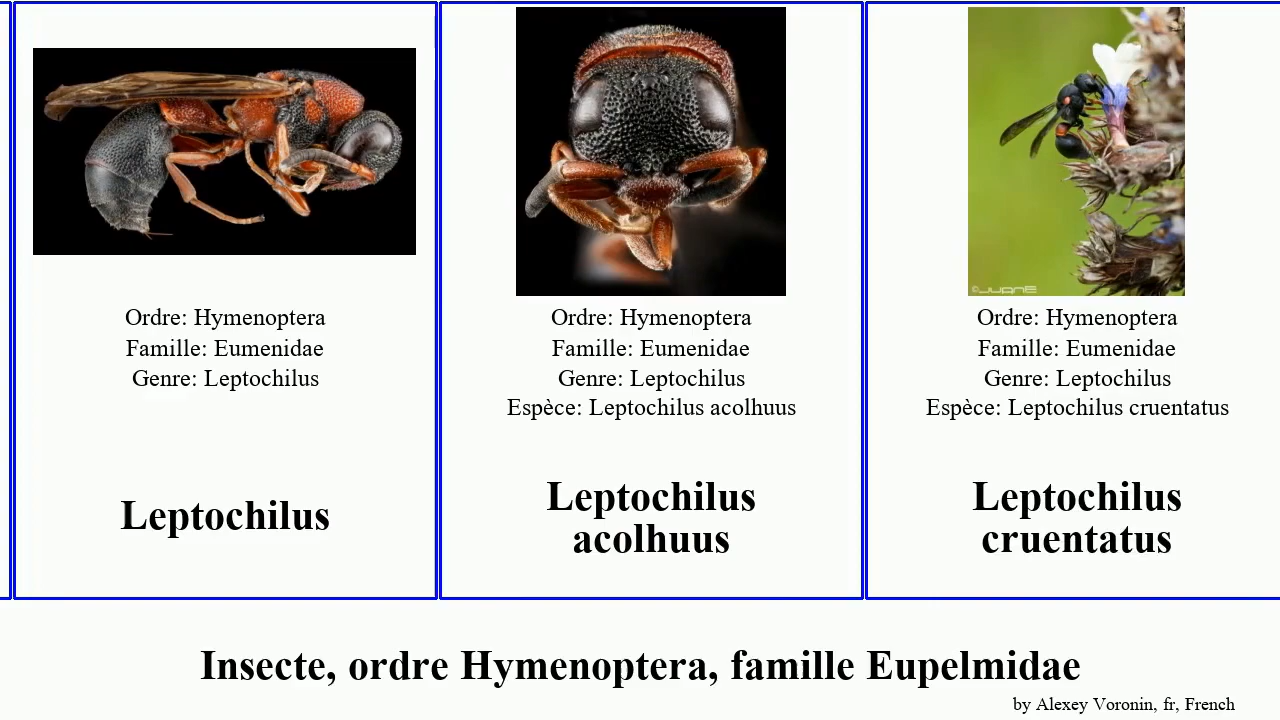 ©JuanE
Ordre: Hymenoptera
Famille: Eumenidae
Genre: Leptochilus
Leptochilus
Ordre: Hymenoptera
Famille: Eumenidae
Genre: Leptochilus
Espèce: Leptochilus acolhuus
Leptochilus
acolhuus
Ordre: Hymenoptera
Famille: Eumenidae
Genre: Leptochilus
Espèce: Leptochilus cruentatus
Leptochilus
cruentatus
Insecte, ordre Hymenoptera, famille Eupelmidae
by Alexey Voronin, fr, French